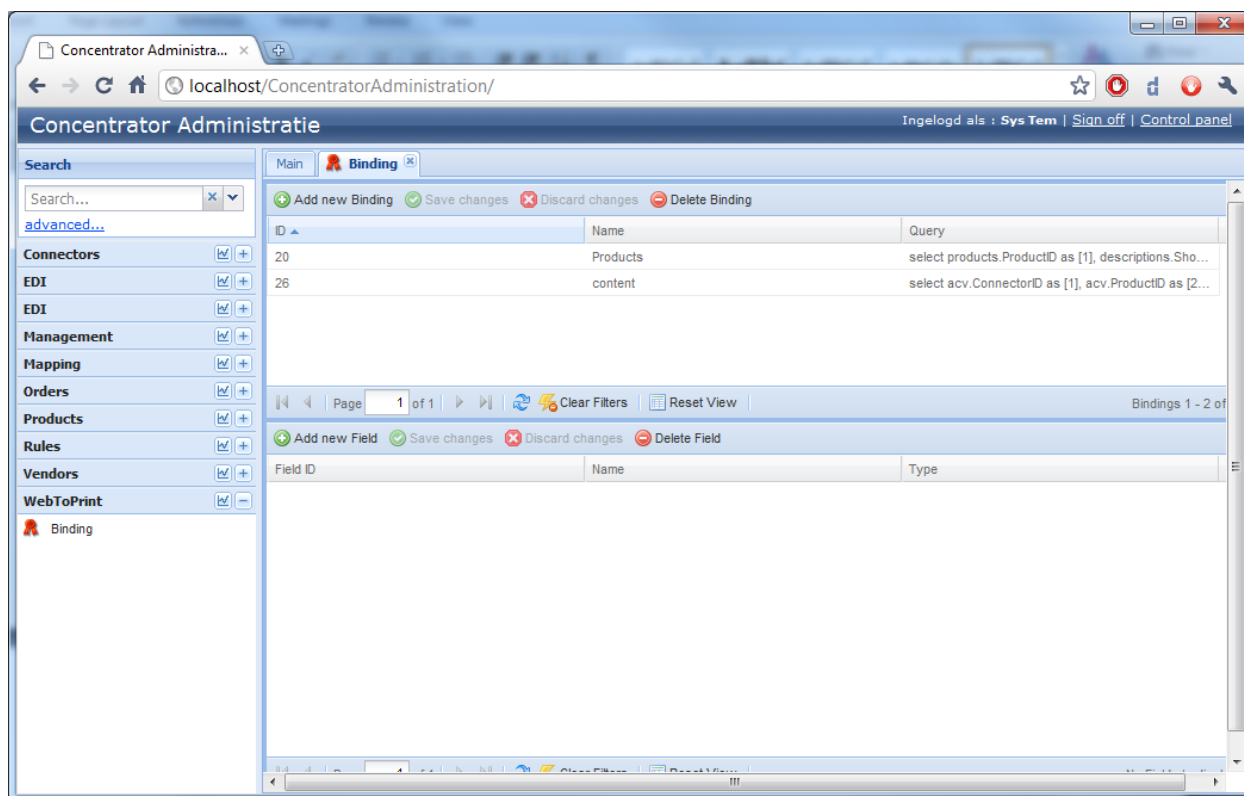 Concentrator Administra...
localhost/ConcentratorAdministration/
Concentrator Administratie
Ingelogd als : Sys Tem | Sign off | Control panel
Search
Search...
advanced...
Connectors
EDI
EDI
Management
Mapping
Orders
Products
Rules
Vendors
WebToPrint
Binding
Main Binding
Add new Binding Save changes Discard changes Delete Binding
ID Name Query
20 Products select products.ProductID as [1], descriptions.Sho...
26 content select acv.ConnectorID as [1], acv.ProductID as [2...
Page 1 of 1 Clear Filters Reset View Bindings 1 - 2 of
Add new Field Save changes Discard changes Delete Field
Field ID Name Type
Clear Filters Reset View